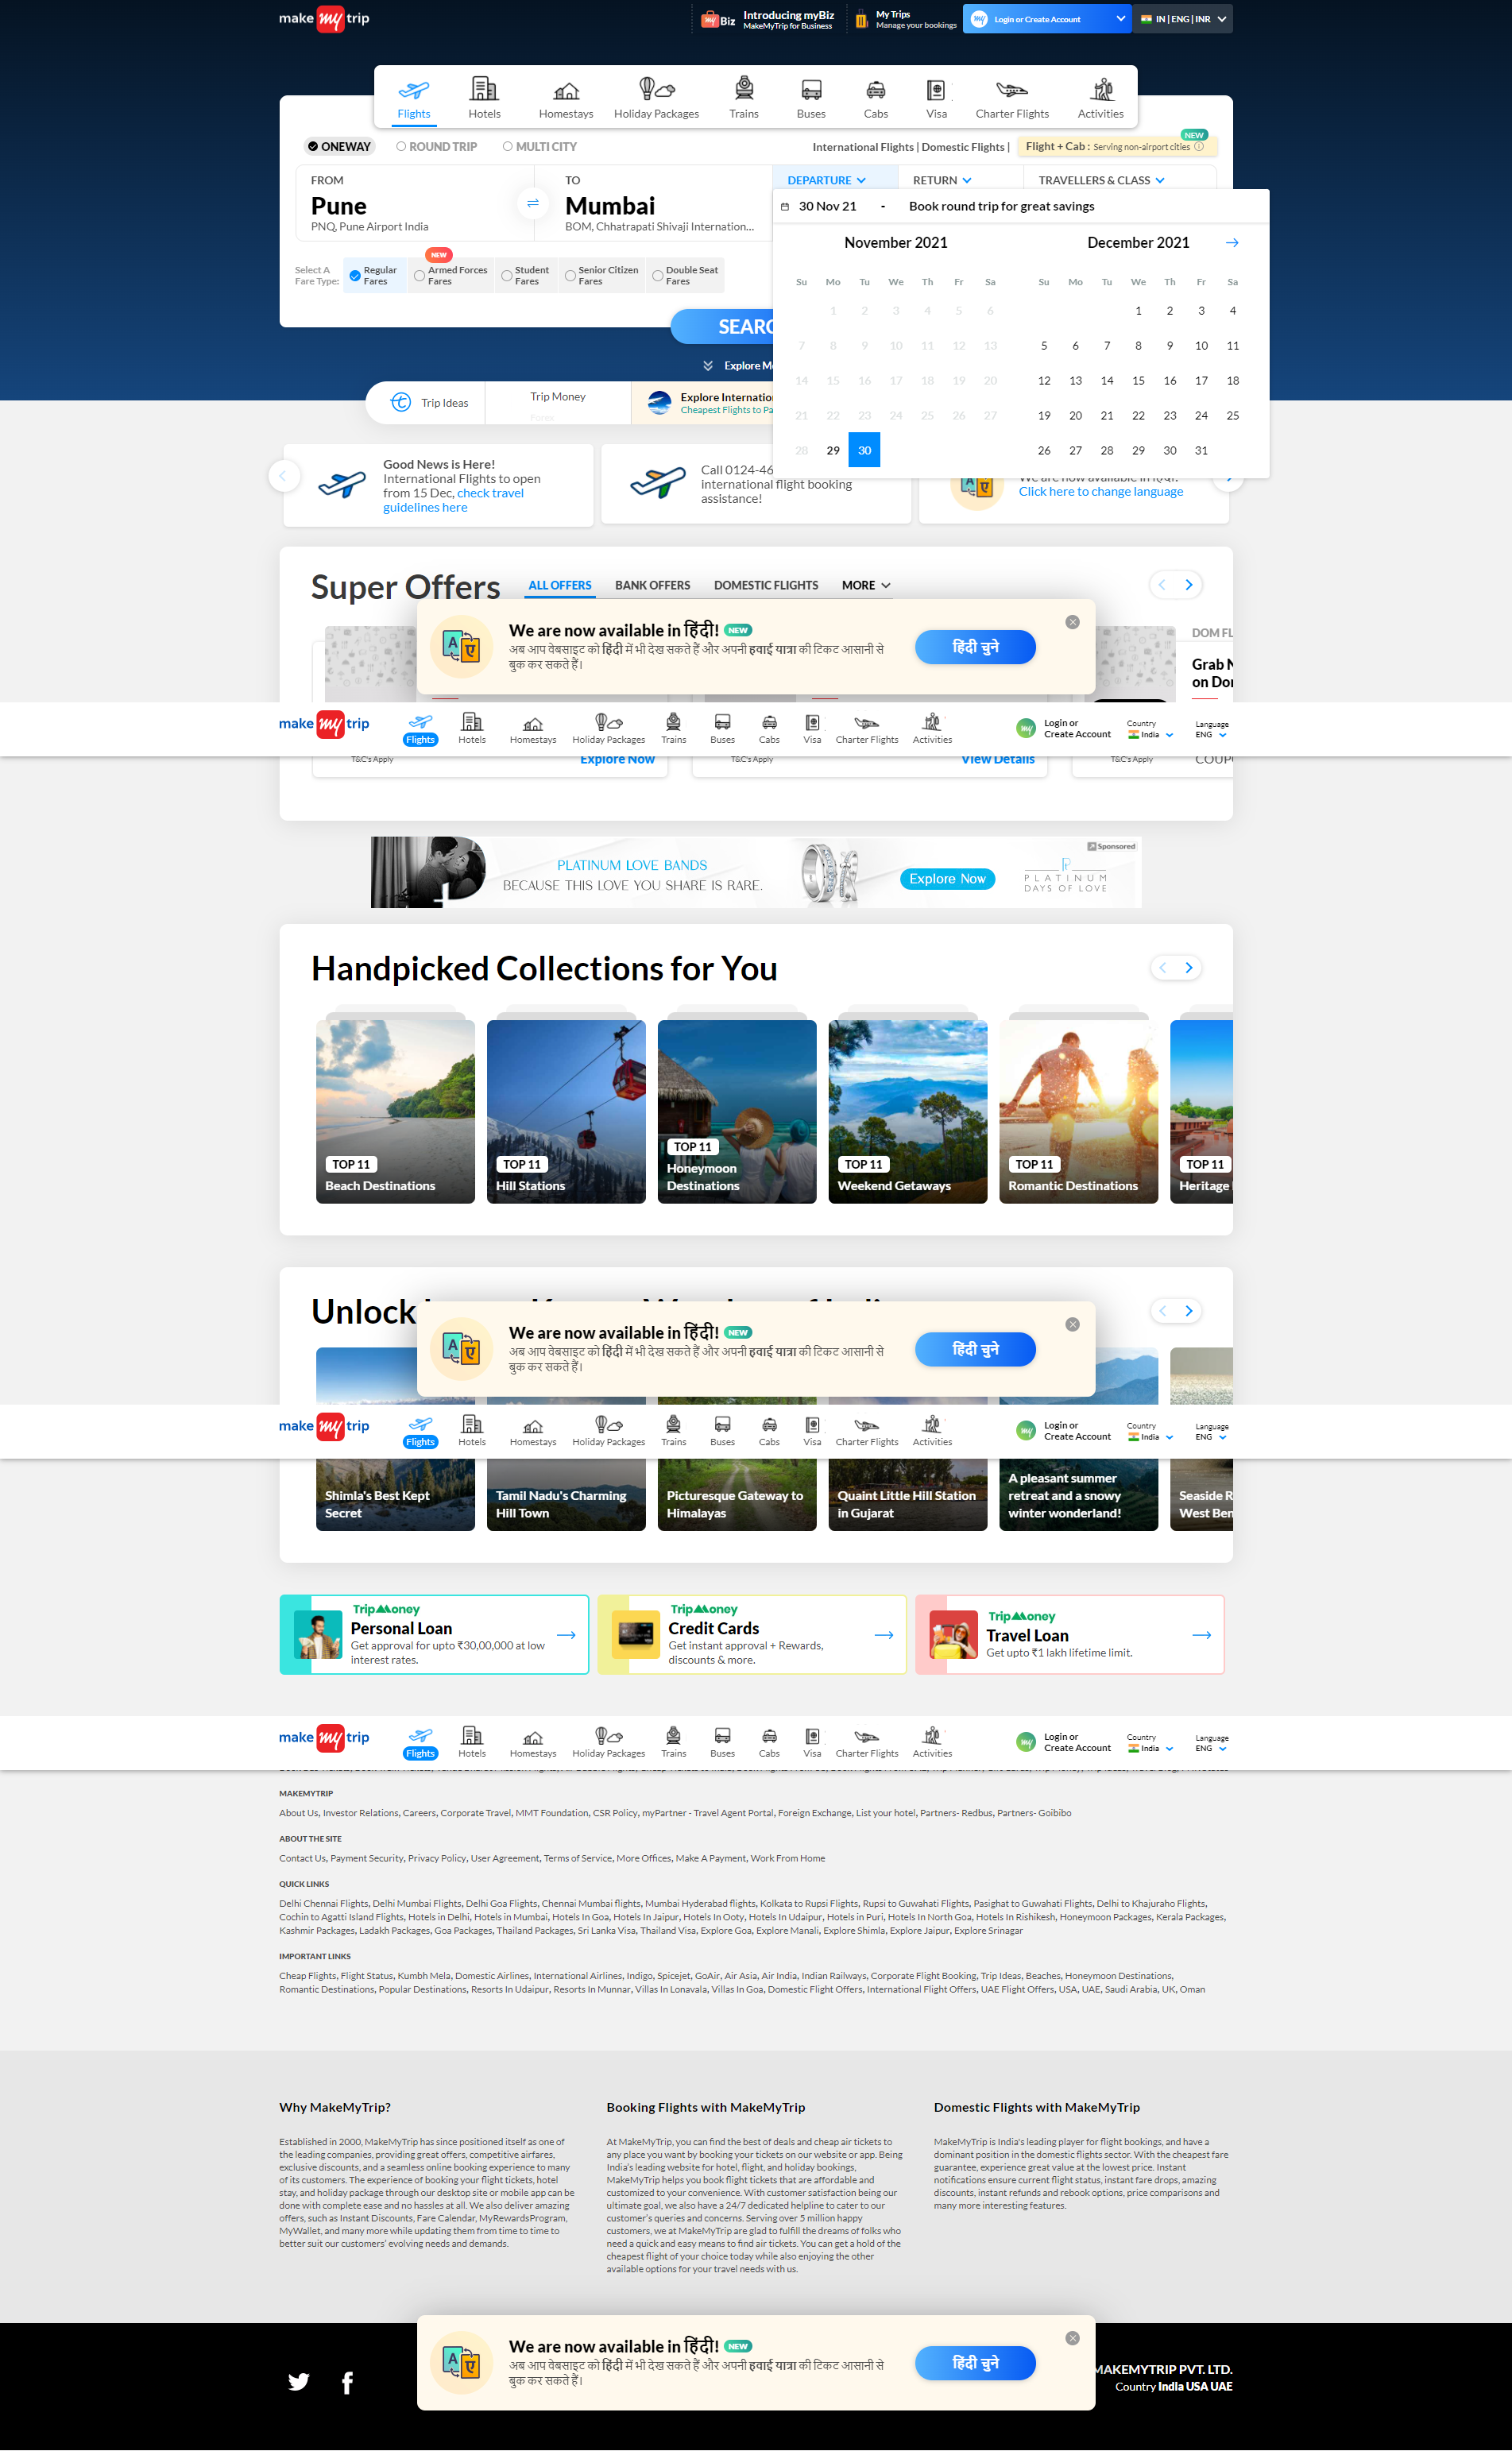 make my trip
myBiz Introducing myBiz
MakeMyTrip for Business
My Trips
Manage your bookings
my Login or Create Account
IN | ENG | INR
Flights Hotels Homestays Holiday Packages Trains Buses Cabs Visa Charter Flights Activities
ONEWAY ROUND TRIP MULTI CITY
International Flights | Domestic Flights |
NEW
Flight + Cab : Serving non-airport cities
FROM
Pune
PNQ, Pune Airport India
TO
Mumbai
BOM, Chhatrapati Shivaji Internation...
DEPARTURE RETURN TRAVELLERS & CLASS
30 Nov 21 - Book round trip for great savings
November 2021
Su Mo Tu We Th Fr Sa
1 2 3 4 5 6
7 8 9 10 11 12 13
14 15 16 17 18 19 20
21 22 23 24 25 26 27
28 29 30
December 2021
Su Mo Tu We Th Fr Sa
1 2 3 4
5 6 7 8 9 10 11
12 13 14 15 16 17 18
19 20 21 22 23 24 25
26 27 28 29 30 31
Select A
Fare Type:
Regular
Fares
NEW
Armed Forces
Fares
Student
Fares
Senior Citizen
Fares
Double Seat
Fares
SEARC
Explore Mo
Trip Ideas
Trip Money
Forex
Explore Internation
Cheapest Flights to Pa
Good News is Here!
International Flights to open
from 15 Dec, check travel
guidelines here
Call 0124-46
international flight booking
assistance!
We are now available in हिंदी!
Click here to change language
Super Offers
ALL OFFERS BANK OFFERS DOMESTIC FLIGHTS MORE
We are now available in हिंदी! NEW
अब आप वेबसाइट को हिंदी में भी देख सकते हैं और अपनी हवाई यात्रा की टिकट आसानी से
बुक कर सकते हैं।
हिंदी चुने
DOM FL
Grab N
on Dom
make my trip
Flights Hotels Homestays Holiday Packages Trains Buses Cabs Visa Charter Flights Activities
my Login or
Create Account
Country
India
Language
ENG
T&C's Apply Explore Now
T&C's Apply View Details
T&C's Apply COUPO
Sponsored
PLATINUM LOVE BANDS
BECAUSE THIS LOVE YOU SHARE IS RARE.
Explore Now
PLATINUM
DAYS OF LOVE
Handpicked Collections for You
TOP 11
Beach Destinations
TOP 11
Hill Stations
TOP 11
Honeymoon
Destinations
TOP 11
Weekend Getaways
TOP 11
Romantic Destinations
TOP 11
Heritage
Unlock
We are now available in हिंदी! NEW
अब आप वेबसाइट को हिंदी में भी देख सकते हैं और अपनी हवाई यात्रा की टिकट आसानी से
बुक कर सकते हैं।
हिंदी चुने
make my trip
Flights Hotels Homestays Holiday Packages Trains Buses Cabs Visa Charter Flights Activities
my Login or
Create Account
Country
India
Language
ENG
Shimla's Best Kept
Secret
Tamil Nadu's Charming
Hill Town
Picturesque Gateway to
Himalayas
Quaint Little Hill Station
in Gujarat
A pleasant summer
retreat and a snowy
winter wonderland!
Seaside R
West Ben
TripMoney
Personal Loan
Get approval for upto ₹30,00,000 at low
interest rates.
TripMoney
Credit Cards
Get instant approval + Rewards,
discounts & more.
TripMoney
Travel Loan
Get upto ₹1 lakh lifetime limit.
make my trip
Flights Hotels Homestays Holiday Packages Trains Buses Cabs Visa Charter Flights Activities
my Login or
Create Account
Country
India
Language
ENG
MAKEMYTRIP
About Us, Investor Relations, Careers, Corporate Travel, MMT Foundation, CSR Policy, myPartner - Travel Agent Portal, Foreign Exchange, List your hotel, Partners- Redbus, Partners- Goibibo
ABOUT THE SITE
Contact Us, Payment Security, Privacy Policy, User Agreement, Terms of Service, More Offices, Make A Payment, Work From Home
QUICK LINKS
Delhi Chennai Flights, Delhi Mumbai Flights, Delhi Goa Flights, Chennai Mumbai flights, Mumbai Hyderabad flights, Kolkata to Rupsi Flights, Rupsi to Guwahati Flights, Pasighat to Guwahati Flights, Delhi to Khajuraho Flights,
Cochin to Agatti Island Flights, Hotels in Delhi, Hotels in Mumbai, Hotels In Goa, Hotels In Jaipur, Hotels In Ooty, Hotels In Udaipur, Hotels in Puri, Hotels In North Goa, Hotels In Rishikesh, Honeymoon Packages, Kerala Packages,
Kashmir Packages, Ladakh Packages, Goa Packages, Thailand Packages, Sri Lanka Visa, Thailand Visa, Explore Goa, Explore Manali, Explore Shimla, Explore Jaipur, Explore Srinagar
IMPORTANT LINKS
Cheap Flights, Flight Status, Kumbh Mela, Domestic Airlines, International Airlines, Indigo, Spicejet, GoAir, Air Asia, Air India, Indian Railways, Corporate Flight Booking, Trip Ideas, Beaches, Honeymoon Destinations,
Romantic Destinations, Popular Destinations, Resorts In Udaipur, Resorts In Munnar, Villas In Lonavala, Villas In Goa, Domestic Flight Offers, International Flight Offers, UAE Flight Offers, USA, UAE, Saudi Arabia, UK, Oman
Why MakeMyTrip?
Established in 2000, MakeMyTrip has since positioned itself as one of
the leading companies, providing great offers, competitive airfares,
exclusive discounts, and a seamless online booking experience to many
of its customers. The experience of booking your flight tickets, hotel
stay, and holiday package through our desktop site or mobile app can be
done with complete ease and no hassles at all. We also deliver amazing
offers, such as Instant Discounts, Fare Calendar, MyRewardsProgram,
MyWallet, and many more while updating them from time to time to
better suit our customers' evolving needs and demands.
Booking Flights with MakeMyTrip
At MakeMyTrip, you can find the best of deals and cheap air tickets to
any place you want by booking your tickets on our website or app. Being
India's leading website for hotel, flight, and holiday bookings,
MakeMyTrip helps you book flight tickets that are affordable and
customized to your convenience. With customer satisfaction being our
ultimate goal, we also have a 24/7 dedicated helpline to cater to our
customer's queries and concerns. Serving over 5 million happy
customers, we at MakeMyTrip are glad to fulfill the dreams of folks who
need a quick and easy means to find air tickets. You can get a hold of the
cheapest flight of your choice today while also enjoying the other
available options for your travel needs with us.
Domestic Flights with MakeMyTrip
MakeMyTrip is India's leading player for flight bookings, and have a
dominant position in the domestic flights sector. With the cheapest fare
guarantee, experience great value at the lowest price. Instant
notifications ensure current flight status, instant fare drops, amazing
discounts, instant refunds and rebook options, price comparisons and
many more interesting features.
We are now available in हिंदी! NEW
अब आप वेबसाइट को हिंदी में भी देख सकते हैं और अपनी हवाई यात्रा की टिकट आसानी से
बुक कर सकते हैं।
हिंदी चुने
MAKEMYTRIP PVT. LTD.
Country India USA UAE